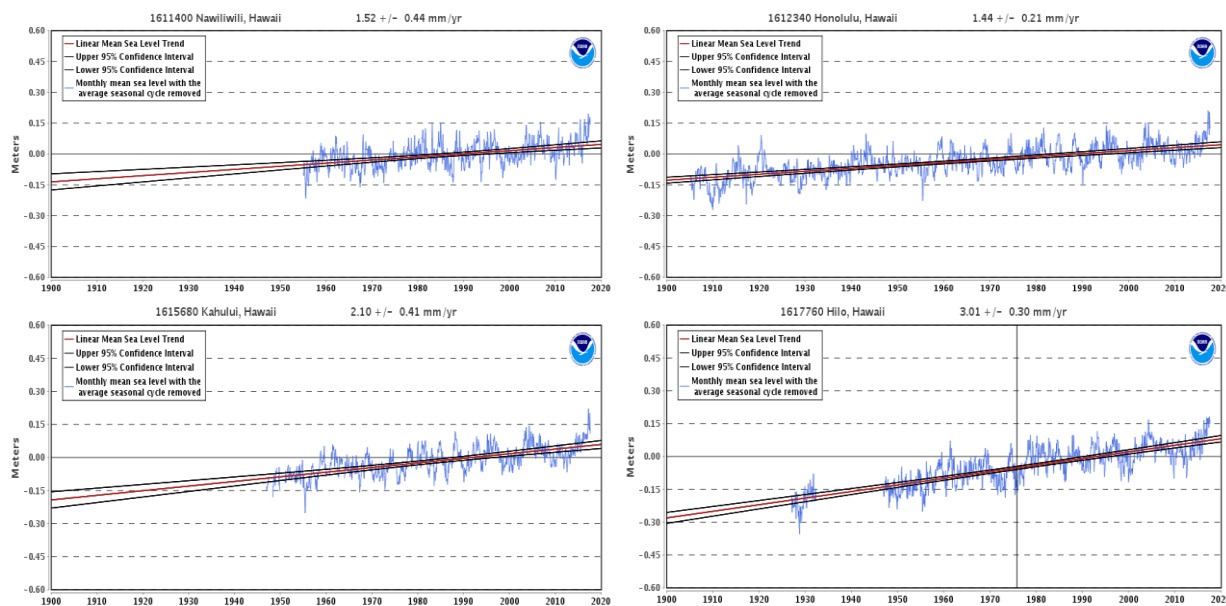 1611400 Nawiliwili, Hawaii 1.52 +/- 0.44 mm/yr
0.60
0.45
0.30
0.15
0.00
-0.15
-0.30
-0.45
-0.60
Meters
Linear Mean Sea Level Trend
Upper 95% Confidence Interval
Lower 95% Confidence Interval
Monthly mean sea level with the
average seasonal cycle removed
NOAA
1900 1910 1920 1930 1940 1950 1960 1970 1980 1990 2000 2010 2020
1612340 Honolulu, Hawaii 1.44 +/- 0.21 mm/yr
0.60
0.45
0.30
0.15
0.00
-0.15
-0.30
-0.45
-0.60
Meters
Linear Mean Sea Level Trend
Upper 95% Confidence Interval
Lower 95% Confidence Interval
Monthly mean sea level with the
average seasonal cycle removed
NOAA
1900 1910 1920 1930 1940 1950 1960 1970 1980 1990 2000 2010 2020
1615680 Kahului, Hawaii 2.10 +/- 0.41 mm/yr
0.60
0.45
0.30
0.15
0.00
-0.15
-0.30
-0.45
-0.60
Meters
Linear Mean Sea Level Trend
Upper 95% Confidence Interval
Lower 95% Confidence Interval
Monthly mean sea level with the
average seasonal cycle removed
NOAA
1900 1910 1920 1930 1940 1950 1960 1970 1980 1990 2000 2010 2020
1617760 Hilo, Hawaii 3.01 +/- 0.30 mm/yr
0.60
0.45
0.30
0.15
0.00
-0.15
-0.30
-0.45
-0.60
Meters
Linear Mean Sea Level Trend
Upper 95% Confidence Interval
Lower 95% Confidence Interval
Monthly mean sea level with the
average seasonal cycle removed
NOAA
1900 1910 1920 1930 1940 1950 1960 1970 1980 1990 2000 2010 2020